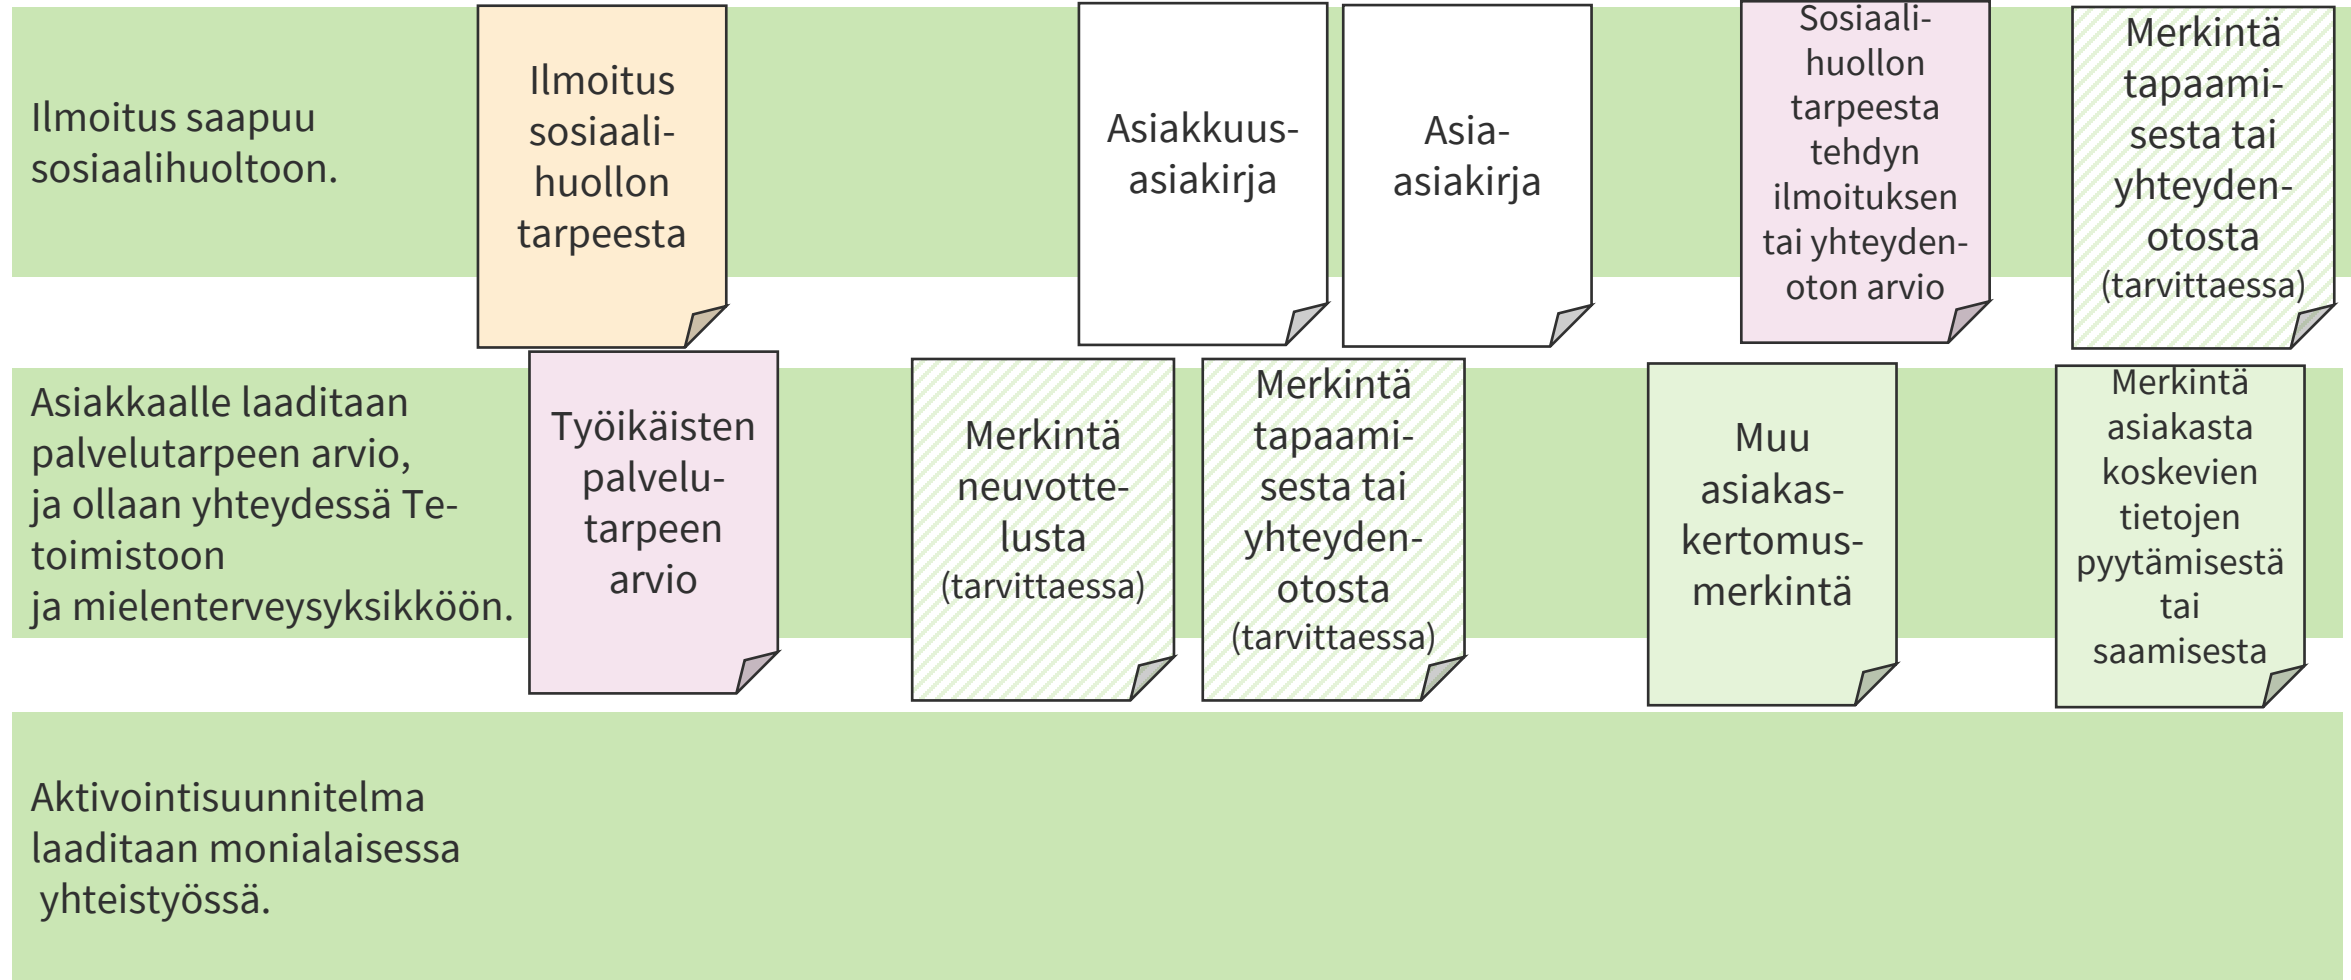 Ilmoitus saapuu
sosiaalihuoltoon.
Ilmoitus
sosiaali-
huollon
tarpeesta
Asiakkuus-
asiakirja
Asia-
asiakirja
Sosiaali-
huollon
tarpeesta
tehdyn
ilmoituksen
tai yhteyden-
oton arvio
Merkintä
tapaami-
sesta tai
yhteyden-
otosta
(tarvittaessa)
Asiakkaalle laaditaan
palvelutarpeen arvio,
ja ollaan yhteydessä Te-
toimistoon
ja mielenterveysyksikköön.
Työikäisten
palvelu-
tarpeen
arvio
Merkintä
neuvotte-
lusta
(tarvittaessa)
Merkintä
tapaami-
sesta tai
yhteyden-
otosta
(tarvittaessa)
Muu
asiakas-
kertomus-
merkintä
Merkintä
asiakasta
koskevien
tietojen
pyytämisestä
tai
saamisesta
Aktivointisuunnitelma
laaditaan monialaisessa
yhteistyössä.